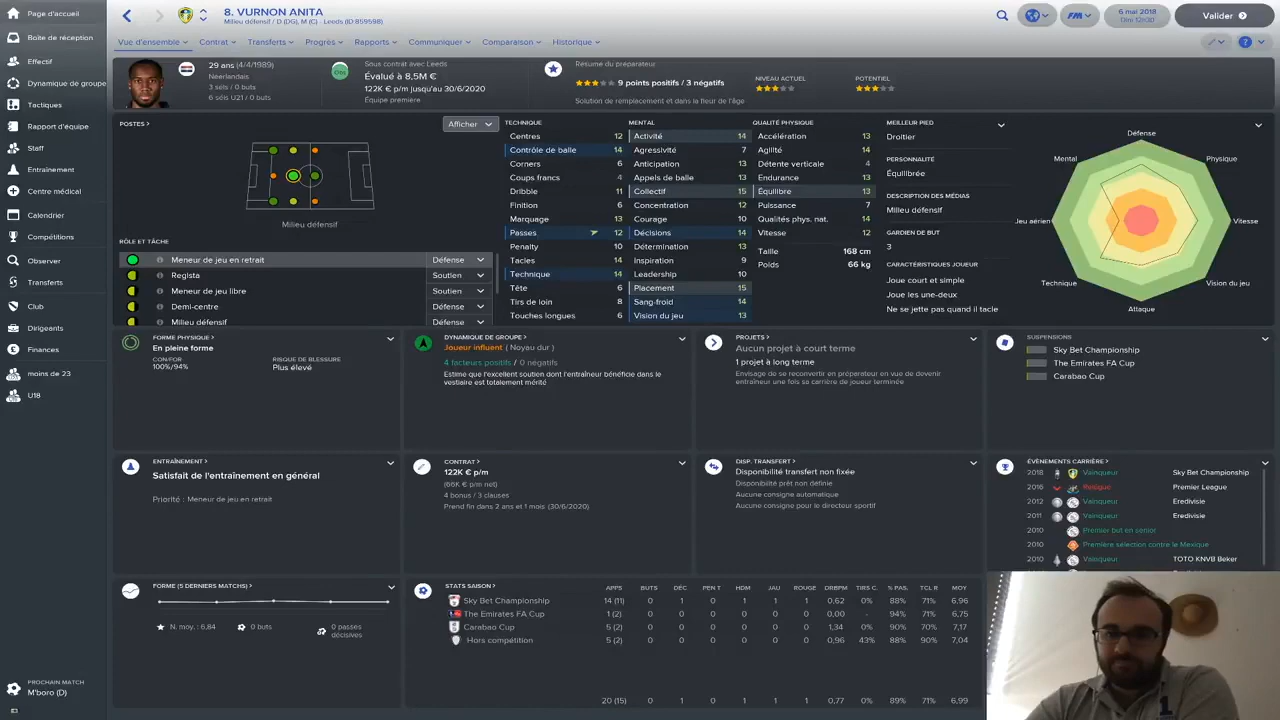 Page d'accueil
Boîte de réception
Effectif
Dynamique de groupe
Tactiques
Rapport d'équipe
Staff
Entraînement
Centre médical
Calendrier
Compétitions
Observer
Transferts
Club
Dirigeants
Finances
moins de 23
U18
PROCHAIN MATCH
M'boro (D)
8. VURNON ANITA
Milieu défensif / D (DG), M (C) - Leeds (ID:859598)
FM
6 mai 2018
Dim 12h30
Valider
Vue d'ensemble
Contrat
Transferts
Progrès
Rapports
Communiquer
Comparaison
Historique
29 ans (4/4/1989)
Néerlandais
3 séls / 0 buts
6 séls U21 / 0 buts
Obs
Sous contrat avec Leeds
Évalué à 8,5M €
122K € p/m jusqu'au 30/6/2020
Équipe première
Résumé du préparateur
9 points positifs / 3 négatifs
Solution de remplacement et dans la fleur de l'âge
NIVEAU ACTUEL
POTENTIEL
POSTES >
Afficher
Milieu défensif
RÔLE ET TÂCHE
Meneur de jeu en retrait Défense
Regista Soutien
Meneur de jeu libre Soutien
Demi-centre Défense
Milieu défensif Défense
TECHNIQUE
Centres 12
Contrôle de balle 14
Corners 6
Coups francs 4
Dribble 11
Finition 6
Marquage 13
Passes 12
Penalty 10
Tacles 14
Technique 14
Tête 6
Tirs de loin 8
Touches longues 6
MENTAL
Activité 14
Agressivité 7
Anticipation 13
Appels de balle 13
Collectif 15
Concentration 12
Courage 10
Décisions 14
Détermination 13
Inspiration 9
Leadership 10
Placement 15
Sang-froid 14
Vision du jeu 13
QUALITÉ PHYSIQUE
Accélération 13
Agilité 14
Détente verticale 4
Endurance 13
Équilibre 13
Puissance 7
Qualités phys. nat. 14
Vitesse 12
Taille 168 cm
Poids 66 kg
MEILLEUR PIED
Droitier
PERSONNALITÉ
Équilibrée
DESCRIPTION DES MÉDIAS
Milieu défensif
GARDIEN DE BUT
3
CARACTÉRISTIQUES JOUEUR
Joue court et simple
Joue les une-deux
Ne se jette pas quand il tacle
Défense
Physique
Vitesse
Vision du jeu
Attaque
Technique
Jeu aérien
Mental
FORME PHYSIQUE >
En pleine forme
CON/FOR
100%/94%
RISQUE DE BLESSURE
Plus élevé
DYNAMIQUE DE GROUPE >
Joueur influent ( Noyau dur )
4 facteurs positifs / 0 négatifs
Estime que l'excellent soutien dont l'entraîneur bénéficie dans le
vestiaire est totalement mérité
PROJETS >
Aucun projet à court terme
1 projet à long terme
Envisage de se reconvertir en préparateur en vue de devenir
entraîneur une fois sa carrière de joueur terminée
SUSPENSIONS
Sky Bet Championship
The Emirates FA Cup
Carabao Cup
ENTRAÎNEMENT >
Satisfait de l'entraînement en général
Priorité : Meneur de jeu en retrait
CONTRAT >
122K € p/m
(66K € p/m net)
4 bonus / 3 clauses
Prend fin dans 2 ans et 1 mois (30/6/2020)
DISP. TRANSFERT >
Disponibilité transfert non fixée
Disponibilité prêt non définie
Aucune consigne automatique
Aucune consigne pour le directeur sportif
ÉVÈNEMENTS CARRIÈRE >
2018 Vainqueur Sky Bet Championship
2016 Relégué Premier League
2012 Vainqueur Eredivisie
2011 Vainqueur Eredivisie
2010 Premier but en senior
2010 Première sélection contre le Mexique
2010 Vainqueur TOTO KNVB Beker
FORME (5 DERNIERS MATCHS) >
N. moy. : 6,84
0 buts
0 passes
décisives
STATS SAISON > APPS BUTS DÉC PEN T HDM JAU ROUGE DRBPM TIRS C. % PAS. TCL R MOY
Sky Bet Championship 14 (11) 0 1 0 1 1 1 0,62 0% 88% 71% 6.96
The Emirates FA Cup 1 (2) 0 0 0 0 0 0 0,00 - 94% 71% 6,75
Carabao Cup 5 (2) 0 0 0 0 0 0 1,34 0% 90% 70% 7,17
Hors compétition 5 (2) 0 0 0 0 0 0 0,96 43% 88% 90% 7,04
20 (15) 0 1 0 1 1 1 0,77 0% 89% 71% 6,99